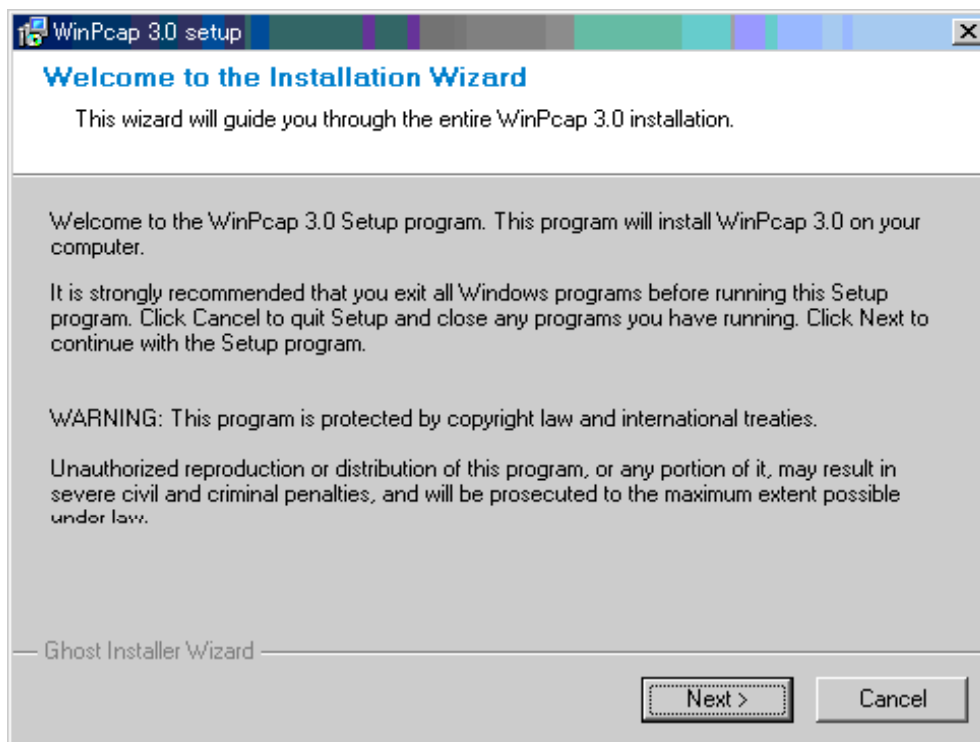 WinPcap 3.0 setup
Welcome to the Installation Wizard
This wizard will guide you through the entire WinPcap 3.0 installation.
Welcome to the WinPcap 3.0 Setup program. This program will install WinPcap 3.0 on your
computer.
It is strongly recommended that you exit all Windows programs before running this Setup
program. Click Cancel to quit Setup and close any programs you have running. Click Next to
continue with the Setup program.
WARNING: This program is protected by copyright law and international treaties.
Unauthorized reproduction or distribution of this program, or any portion of it, may result in
severe civil and criminal penalties, and will be prosecuted to the maximum extent possible
under law.
Ghost Installer Wizard
Next >
Cancel